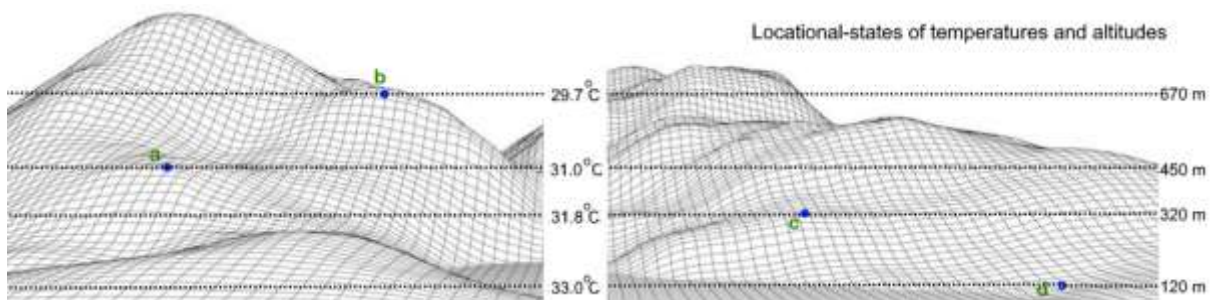 Locational-states of temperatures and altitudes
b
29.7°C
670 m
a
31.0°C
450 m
31.8°C
320 m
c
33.0°C
d
120 m